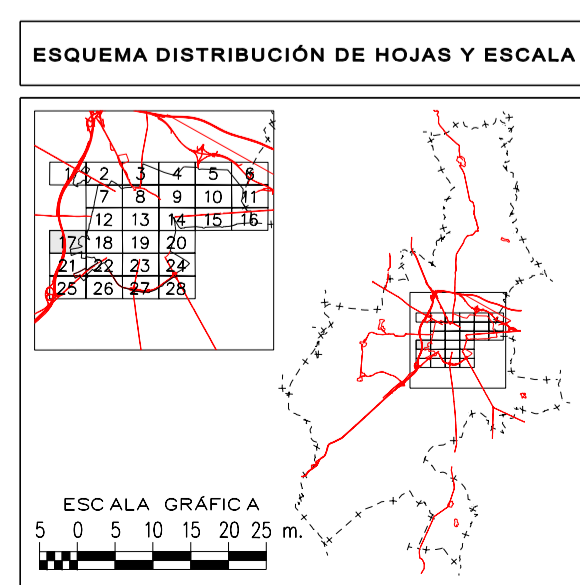 ESQUEMA DISTRIBUCIÓN DE HOJAS Y ESCALA
1 2 3 4 5 6
7 8 9 10 11
12 13 14 15 16
17 18 19 20
21 22 23 24
25 26 27 28
ESCALA GRÁFICA
5 0 5 10 15 20 25 m.